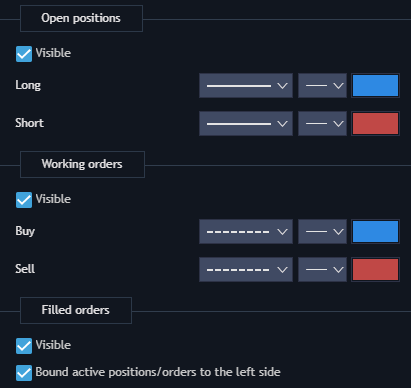 Open positions
Visible
Long
Short
Working orders
Visible
Buy
Sell
Filled orders
Visible
Bound active positions/orders to the left side